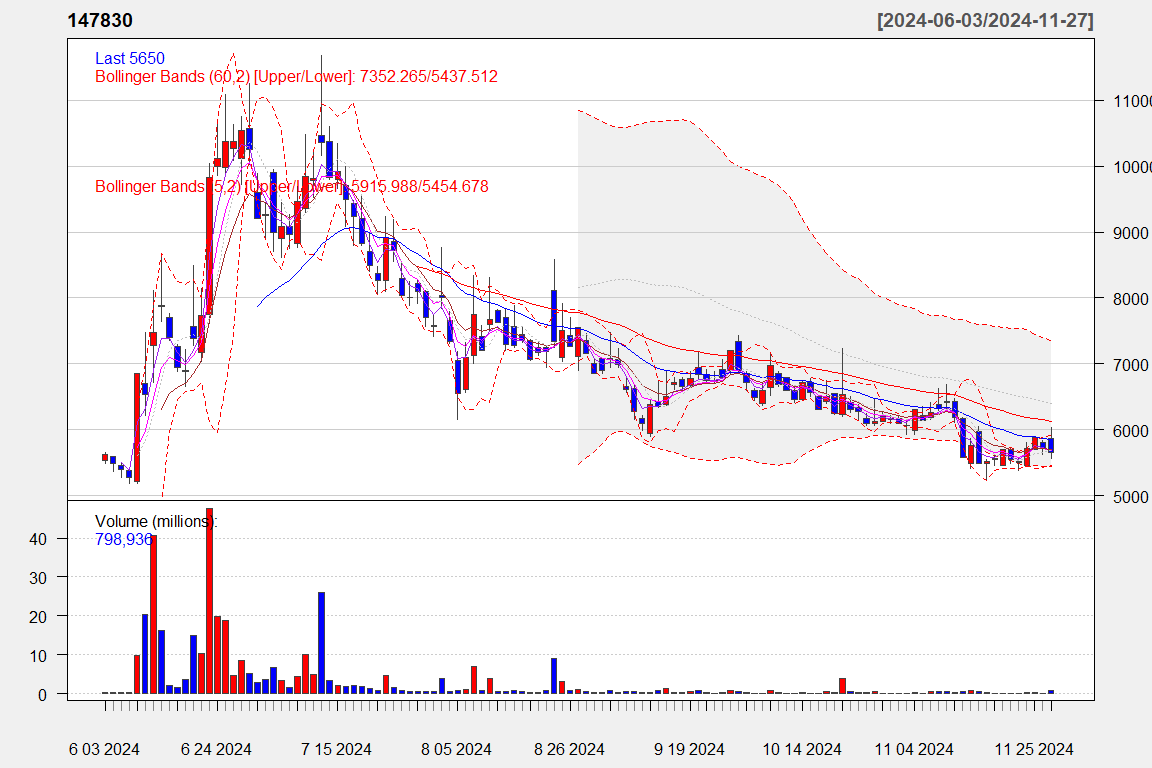 147830 [2024-06-03/2024-11-27]
Last 5650
Bollinger Bands (60,2) [Upper/Lower]: 7352.265/5437.512
11000
10000
Bollinger Bands (5,2) [Upper/Lower]: 5915.988/5454.678
9000
8000
7000
6000
5000
Volume (millions):
798,936
40
30
20
10
0
6 03 2024 6 24 2024 7 15 2024 8 05 2024 8 26 2024 9 19 2024 10 14 2024 11 04 2024 11 25 2024